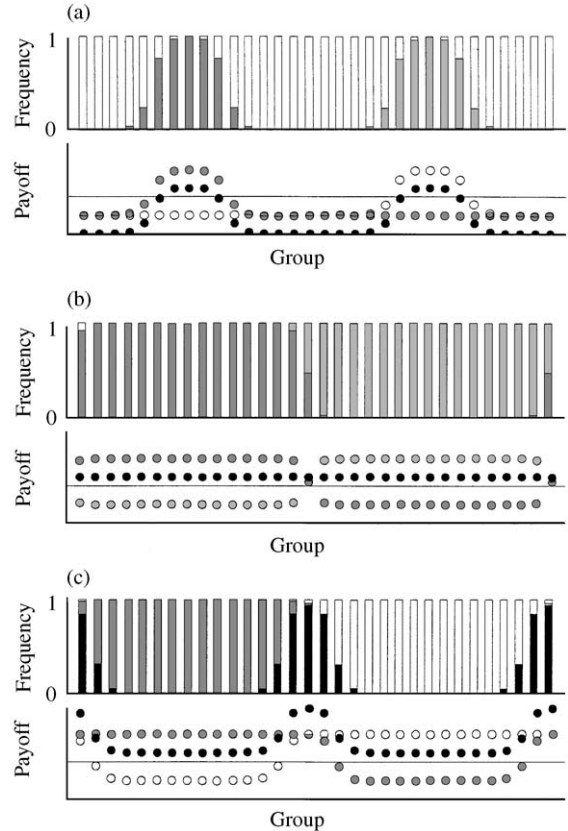 (a)
1
Frequency
0
Payoff
Group
(b)
1
Frequency
0
Payoff
Group
(c)
1
Frequency
0
Payoff
Group